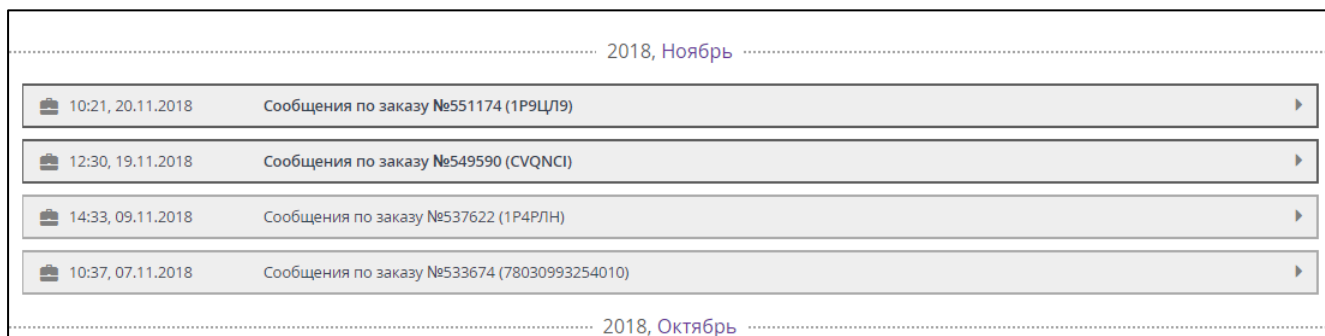 2018, Ноябрь
10:21, 20.11.2018 Сообщения по заказу №551174 (1Р9ЦЛ9)
12:30, 19.11.2018 Сообщения по заказу №549590 (CVQNCI)
14:33, 09.11.2018 Сообщения по заказу №537622 (1Р4РЛН)
10:37, 07.11.2018 Сообщения по заказу №533674 (78030993254010)
2018, Октябрь